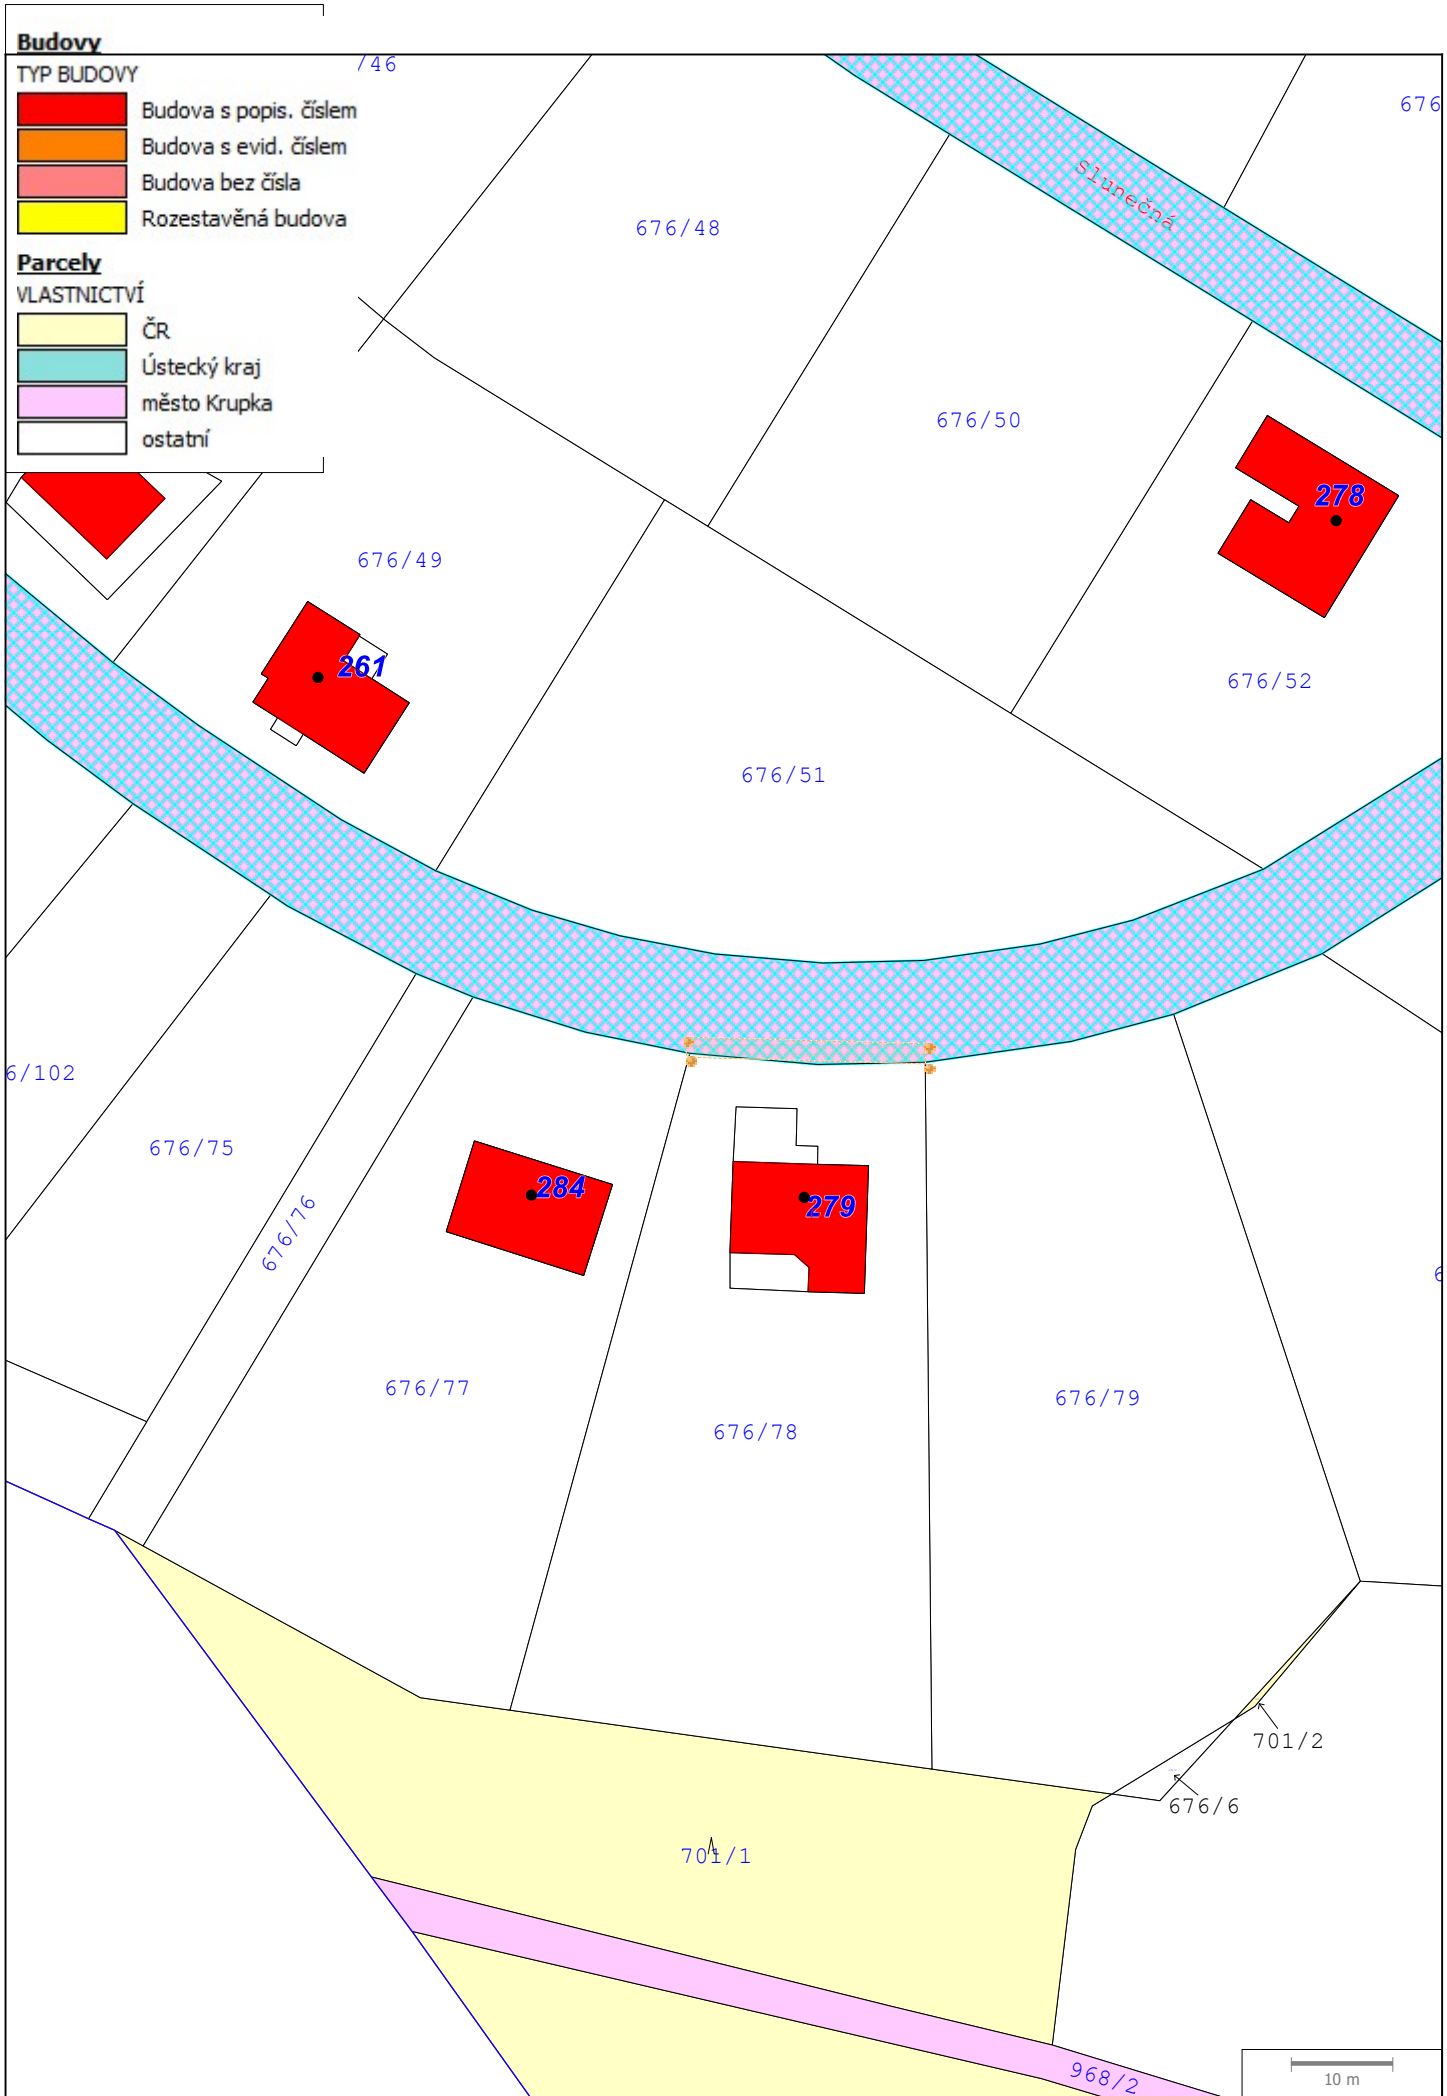 Budovy
TYP BUDOVY
Budova s popis. číslem
Budova s evid. číslem
Budova bez čísla
Rozestavěná budova
Parcely
VLASTNICTVÍ
ČR
Ústecký kraj
město Krupka
ostatní
/46
676
Slunečná
676/48
676/50
278
676/49
261
676/52
676/51
6/102
676/75
676/76
284
279
6
676/77
676/78
676/79
701/2
676/6
701/1
968/2
10 m